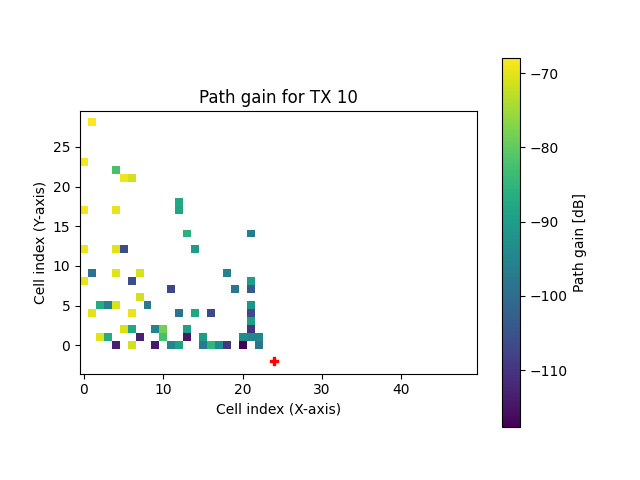 Path gain for TX 10
25
20
15
10
5
0
Cell index (Y-axis)
0 10 20 30 40
Cell index (X-axis)
−70
−80
−90
−100
−110
Path gain [dB]